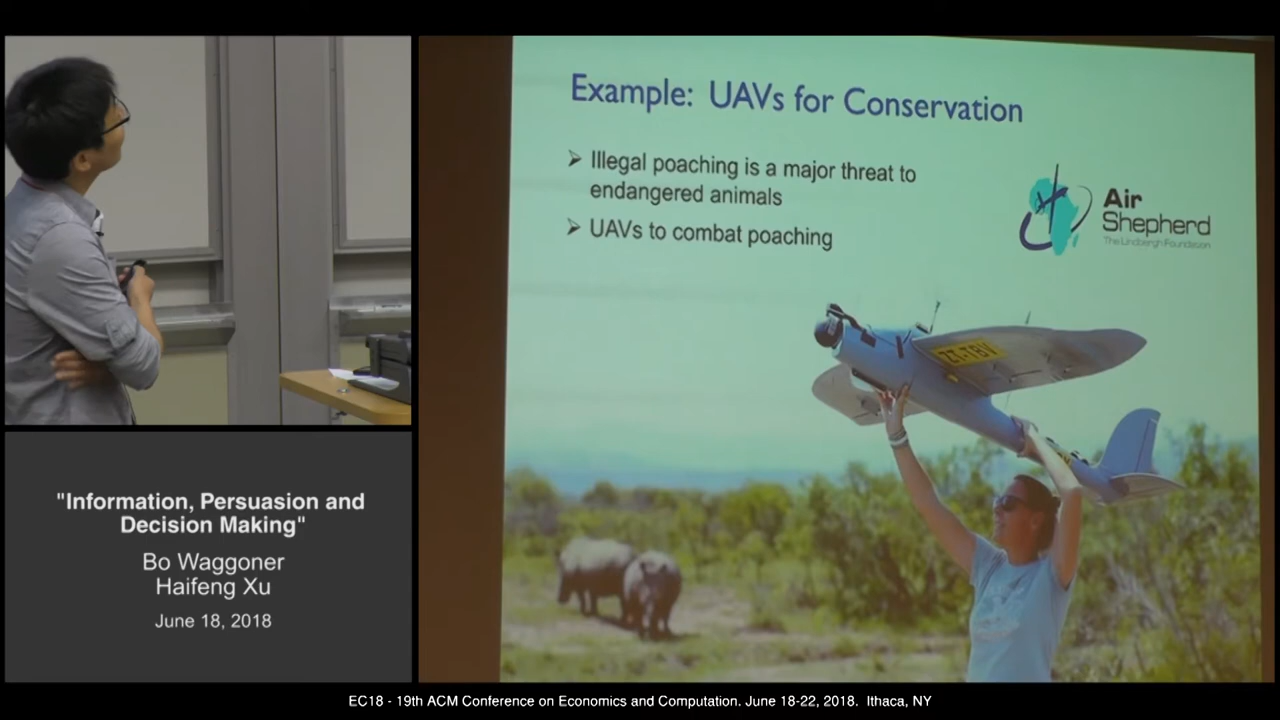 Example: UAVs for Conservation
➢ Illegal poaching is a major threat to
endangered animals
➢ UAVs to combat poaching
Air
Shepherd
The Lindbergh Foundation
ZT-TBV
"Information, Persuasion and
Decision Making"
Bo Waggoner
Haifeng Xu
June 18, 2018
EC18 - 19th ACM Conference on Economics and Computation. June 18-22, 2018. Ithaca, NY